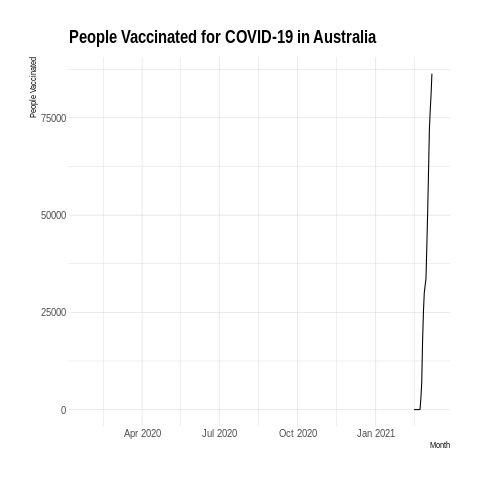 People Vaccinated for COVID-19 in Australia
People Vaccinated
75000
50000
25000
0
Apr 2020 Jul 2020 Oct 2020 Jan 2021
Month